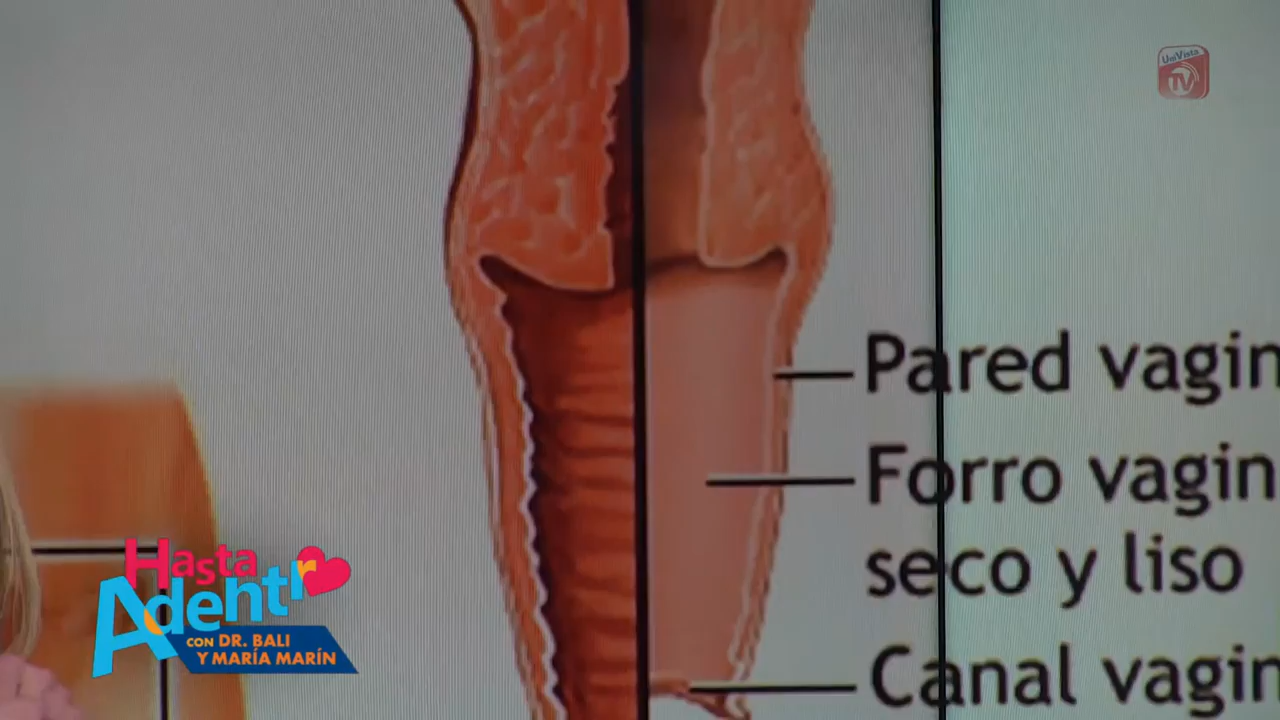 UniVista
TV
Pared vagin
Forro vagin
seco y liso
Canal vagin
Hasta
Adentro
CON DR. BALI
Y MARÍA MARÍN